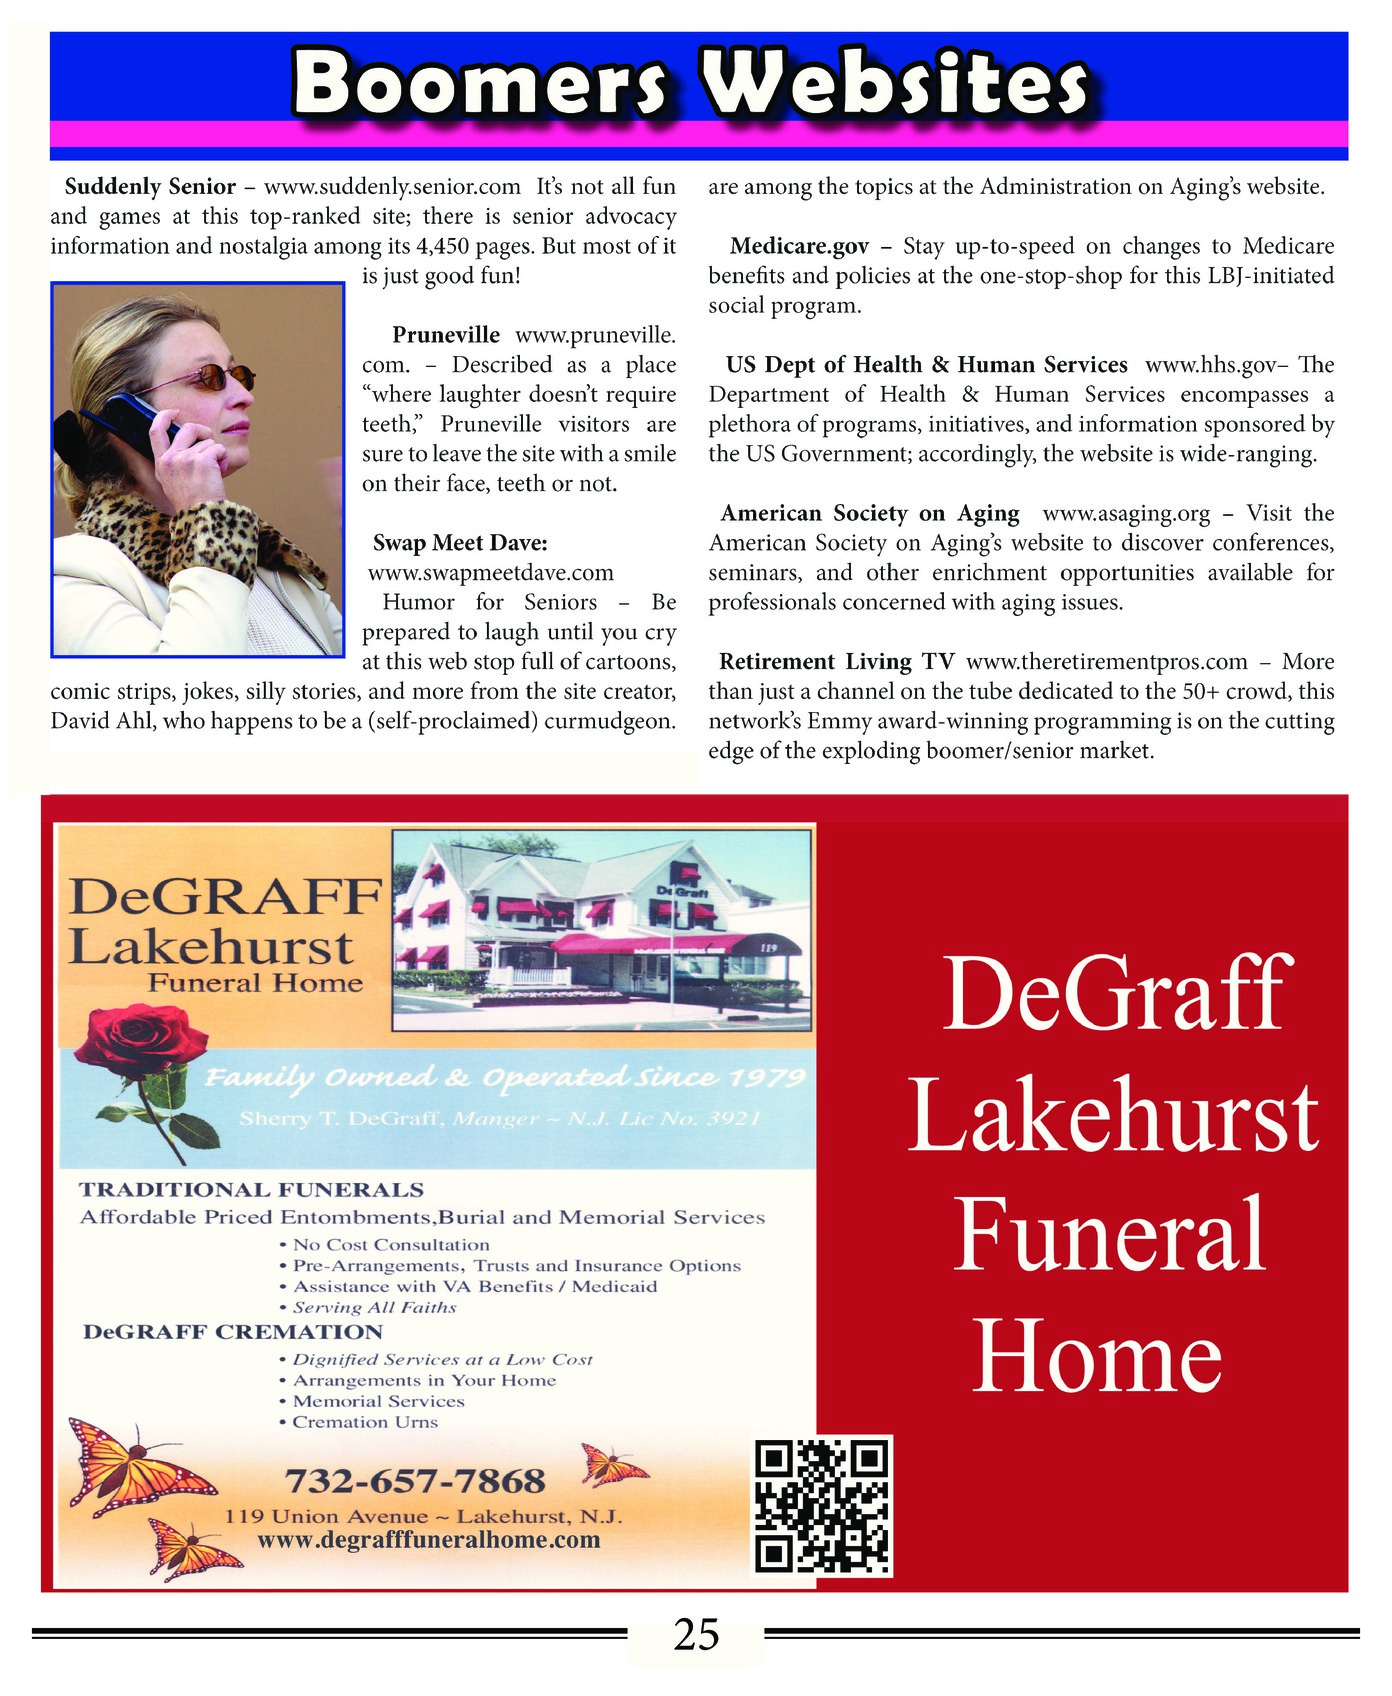 Boomers Websites
Suddenly Senior – www.suddenly.senior.com It’s not all fun
and games at this top-ranked site; there is senior advocacy
information and nostalgia among its 4,450 pages. But most of it
is just good fun!
Pruneville www.pruneville.
com. – Described as a place
“where laughter doesn’t require
teeth,” Pruneville visitors are
sure to leave the site with a smile
on their face, teeth or not.
Swap Meet Dave:
www.swapmeetdave.com
Humor for Seniors – Be
prepared to laugh until you cry
at this web stop full of cartoons,
comic strips, jokes, silly stories, and more from the site creator,
David Ahl, who happens to be a (self-proclaimed) curmudgeon.
are among the topics at the Administration on Aging’s website.
Medicare.gov – Stay up-to-speed on changes to Medicare
benefits and policies at the one-stop-shop for this LBJ-initiated
social program.
US Dept of Health & Human Services www.hhs.gov– The
Department of Health & Human Services encompasses a
plethora of programs, initiatives, and information sponsored by
the US Government; accordingly, the website is wide-ranging.
American Society on Aging www.asaging.org – Visit the
American Society on Aging’s website to discover conferences,
seminars, and other enrichment opportunities available for
professionals concerned with aging issues.
Retirement Living TV www.theretirementpros.com – More
than just a channel on the tube dedicated to the 50+ crowd, this
network’s Emmy award-winning programming is on the cutting
edge of the exploding boomer/senior market.
DeGRAFF
Lakehurst
Funeral Home
DeGraff
119
Family Owned & Operated Since 1979
Sherry T. DeGraff, Manger ~ N.J. Lic No. 3921
TRADITIONAL FUNERALS
Affordable Priced Entombments,Burial and Memorial Services
• No Cost Consultation
• Pre-Arrangements, Trusts and Insurance Options
• Assistance with VA Benefits / Medicaid
• Serving All Faiths
DeGRAFF CREMATION
• Dignified Services at a Low Cost
• Arrangements in Your Home
• Memorial Services
• Cremation Urns
732-657-7868
119 Union Avenue ~ Lakehurst, N.J.
www.degrafffuneralhome.com
DeGraff
Lakehurst
Funeral
Home
25